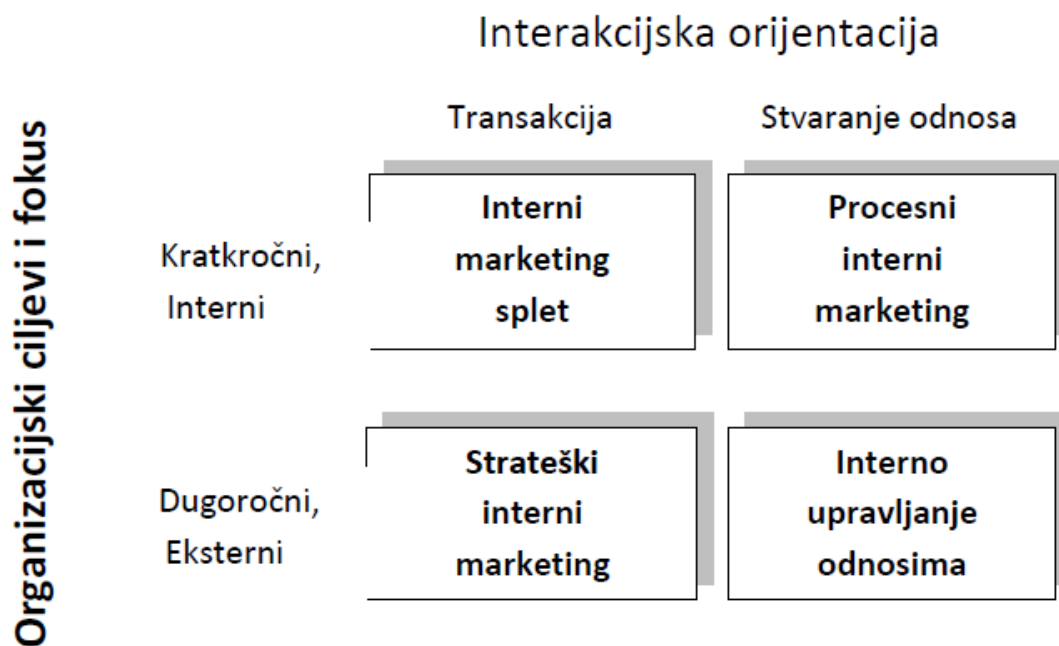 Interakcijska orijentacija
Transakcija
Stvaranje odnosa
Organizacijski ciljevi i fokus
Kratkročni,
Interni
Interni
marketing
splet
Procesni
interni
marketing
Dugoročni,
Eksterni
Strateški
interni
marketing
Interno
upravljanje
odnosima